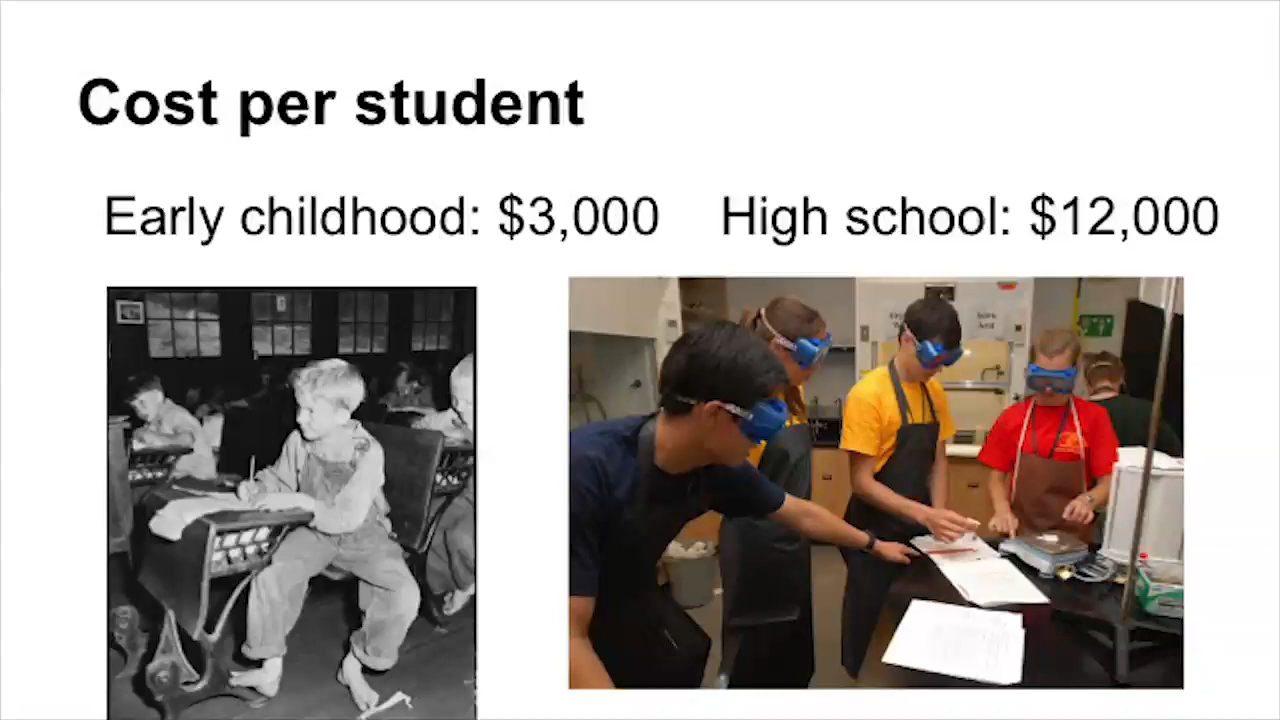 Cost per student
Early childhood: $3,000 High school: $12,000